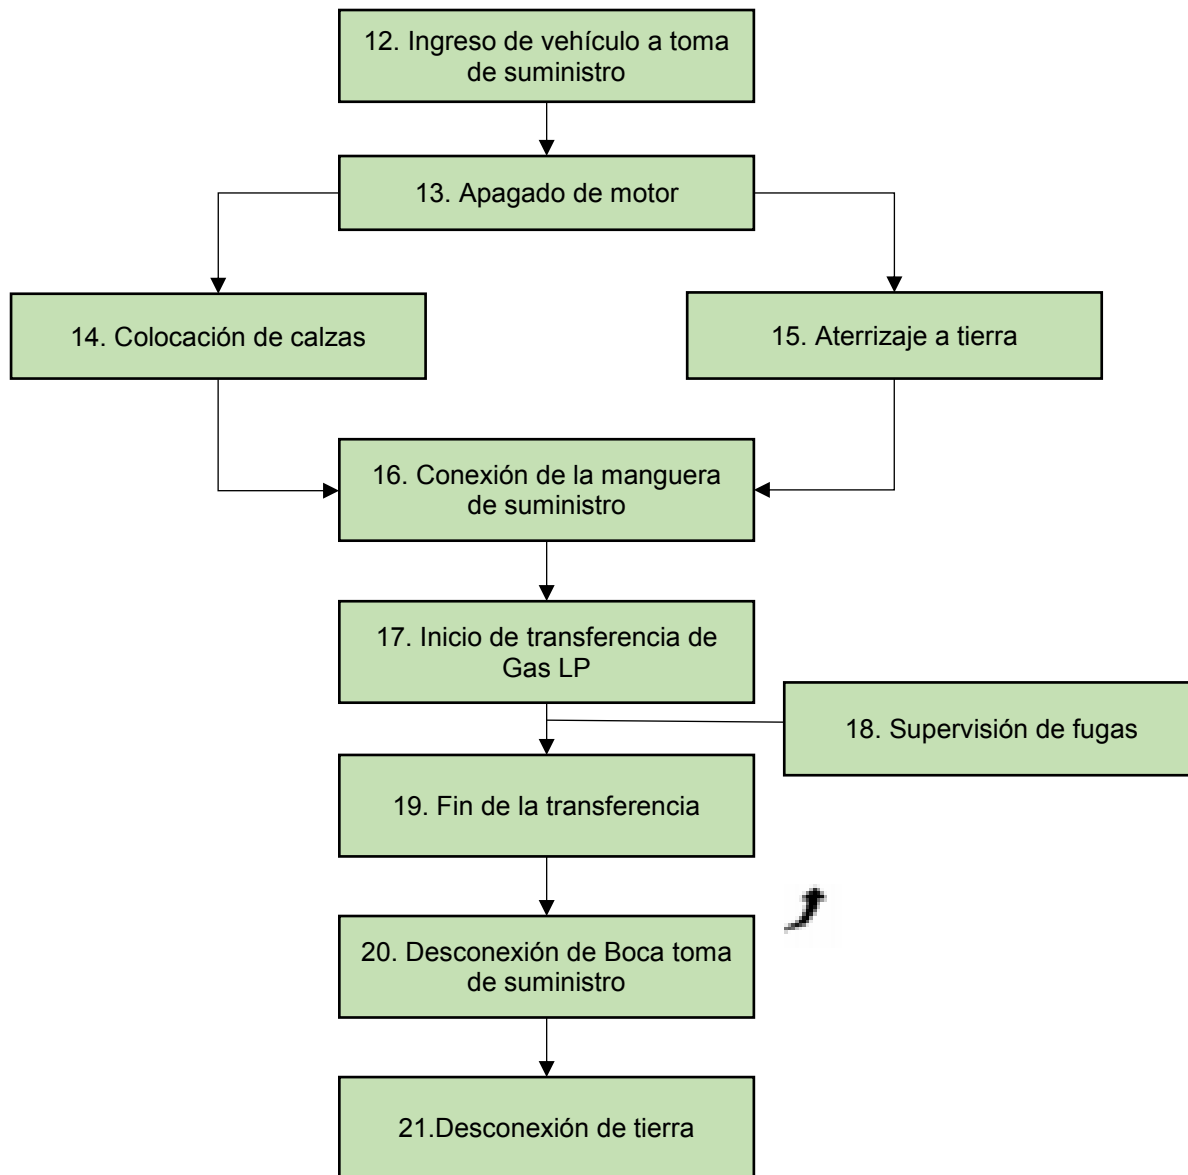 12. Ingreso de vehículo a toma
de suministro
13. Apagado de motor
14. Colocación de calzas
15. Aterrizaje a tierra
16. Conexión de la manguera
de suministro
17. Inicio de transferencia de
Gas LP
18. Supervisión de fugas
19. Fin de la transferencia
20. Desconexión de Boca toma
de suministro
21.Desconexión de tierra